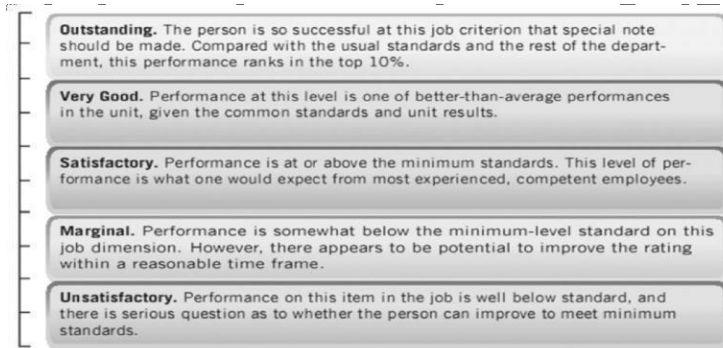 Outstanding. The person is so successful at this job criterion that special note
should be made. Compared with the usual standards and the rest of the depart-
ment, this performance ranks in the top 10%.
Very Good. Performance at this level is one of better-than-average performances
in the unit, given the common standards and unit results.
Satisfactory. Performance is at or above the minimum standards. This level of per-
formance is what one would expect from most experienced, competent employees.
Marginal. Performance is somewhat below the minimum-level standard on this
job dimension. However, there appears to be potential to improve the rating
within a reasonable time frame.
Unsatisfactory. Performance on this item in the job is well below standard, and
there is serious question as to whether the person can improve to meet minimum
standards.